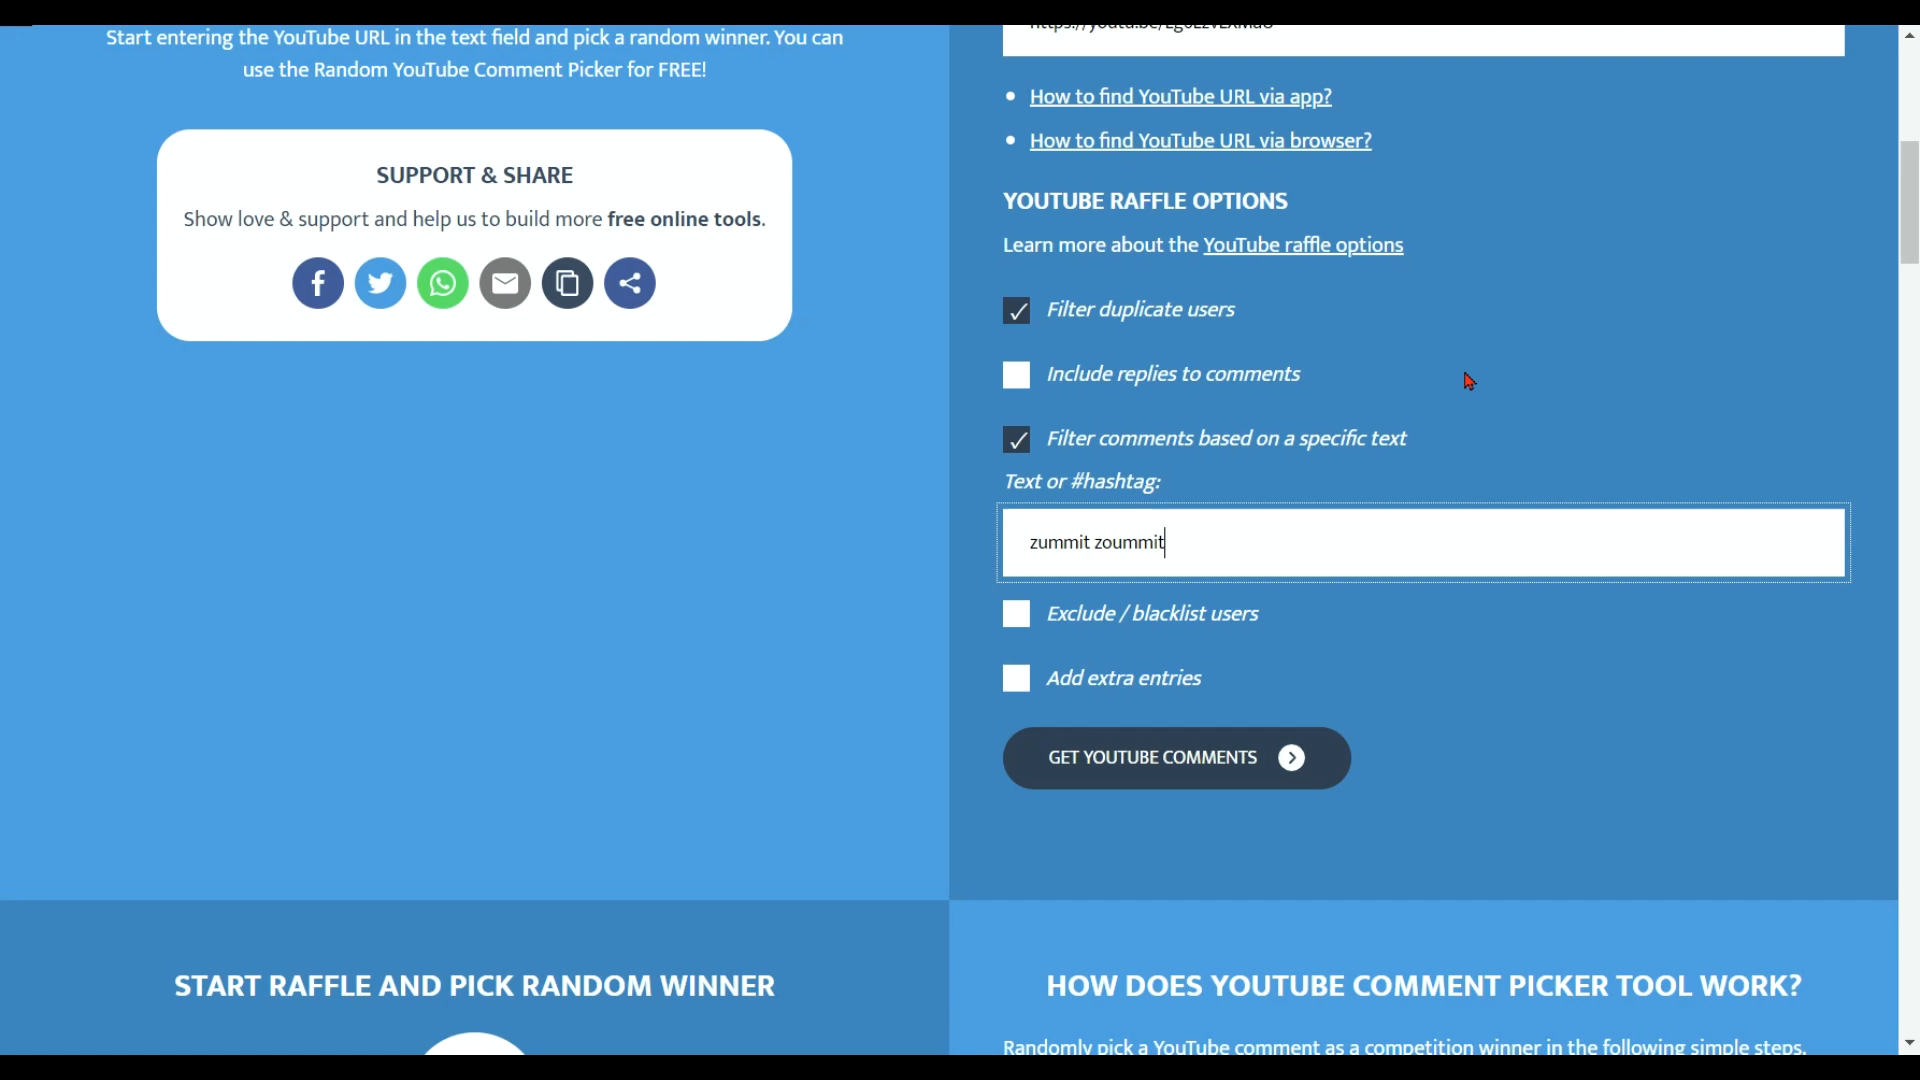 Start entering the YouTube URL in the text field and pick a random winner. You can
use the Random YouTube Comment Picker for FREE!
SUPPORT & SHARE
Show love & support and help us to build more free online tools.
How to find YouTube URL via app?
How to find YouTube URL via browser?
YOUTUBE RAFFLE OPTIONS
Learn more about the YouTube raffle options
Filter duplicate users
Include replies to comments
Filter comments based on a specific text
Text or #hashtag:
zummit zoummit
Exclude / blacklist users
Add extra entries
GET YOUTUBE COMMENTS
START RAFFLE AND PICK RANDOM WINNER
HOW DOES YOUTUBE COMMENT PICKER TOOL WORK?
Randomly pick a YouTube comment as a competition winner in the following simple steps.